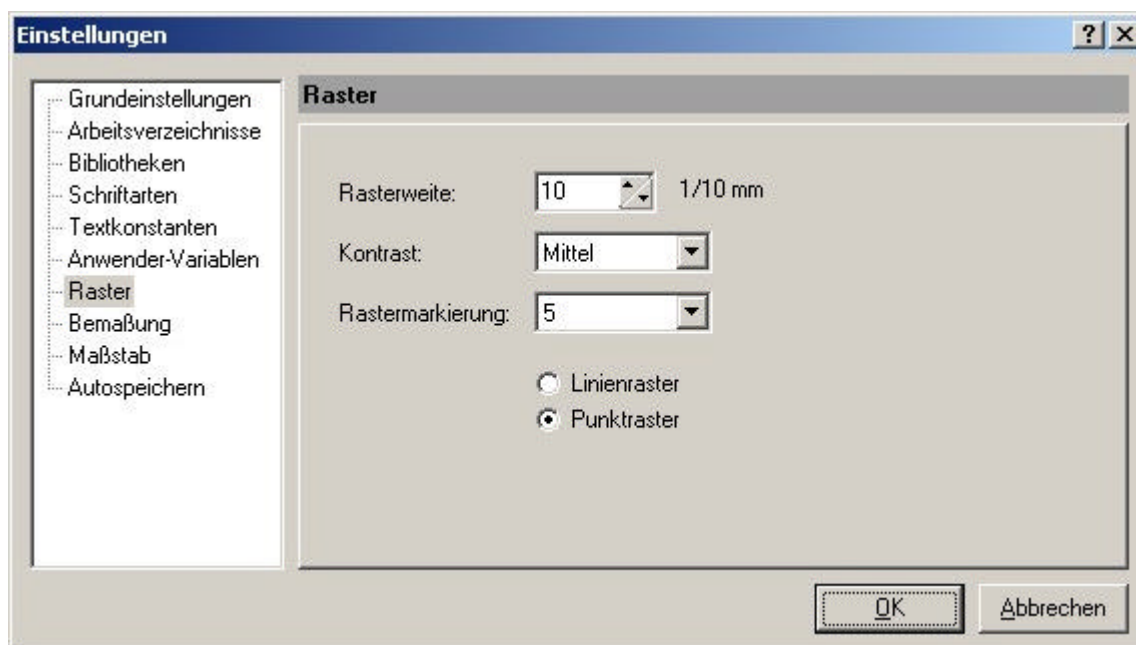 Einstellungen
Grundeinstellungen
Arbeitsverzeichnisse
Bibliotheken
Schriftarten
Textkonstanten
Anwender-Variablen
Raster
Bemaßung
Maßstab
Autospeichern
Raster
Rasterweite: 10 1/10 mm
Kontrast: Mittel
Rastermarkierung: 5
Linienraster
Punktraster
OK Abbrechen